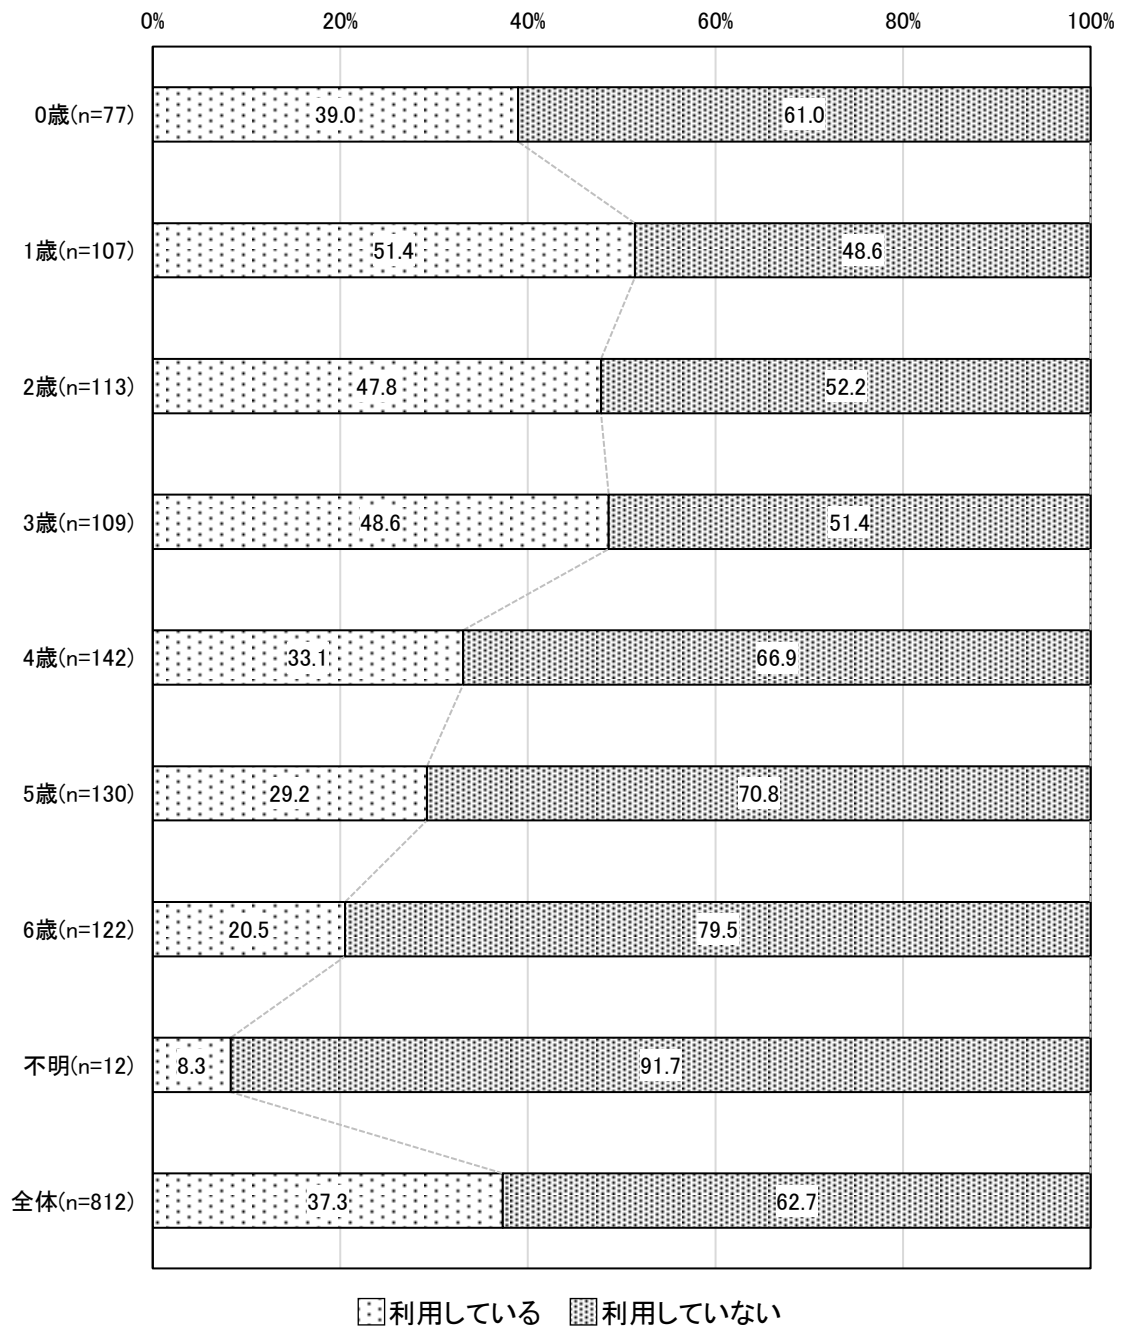 0% 20% 40% 60% 80% 100%
0歳(n=77) 39.0 61.0
1歳(n=107) 51.4 48.6
2歳(n=113) 47.8 52.2
3歳(n=109) 48.6 51.4
4歳(n=142) 33.1 66.9
5歳(n=130) 29.2 70.8
6歳(n=122) 20.5 79.5
不明(n=12) 8.3 91.7
全体(n=812) 37.3 62.7
利用している 利用していない